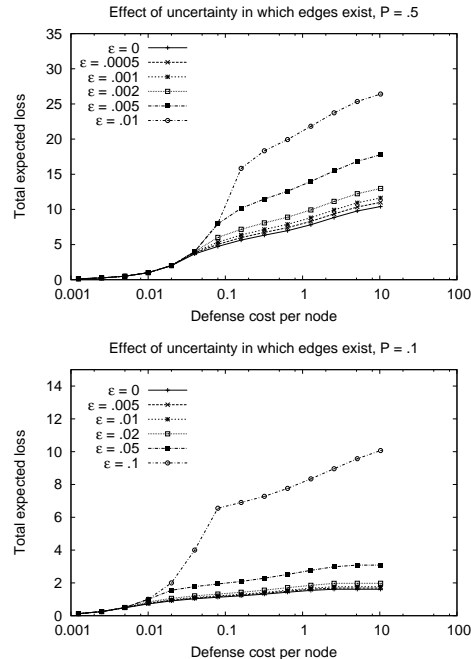 Effect of uncertainty in which edges exist, P = .5
35
30
25
20
15
10
5
0
Total expected loss
ε = 0
ε = .0005
ε = .001
ε = .002
ε = .005
ε = .01
0.001 0.01 0.1 1 10 100
Defense cost per node
Effect of uncertainty in which edges exist, P = .1
14
12
10
8
6
4
2
0
Total expected loss
ε = 0
ε = .005
ε = .01
ε = .02
ε = .05
ε = .1
0.001 0.01 0.1 1 10 100
Defense cost per node